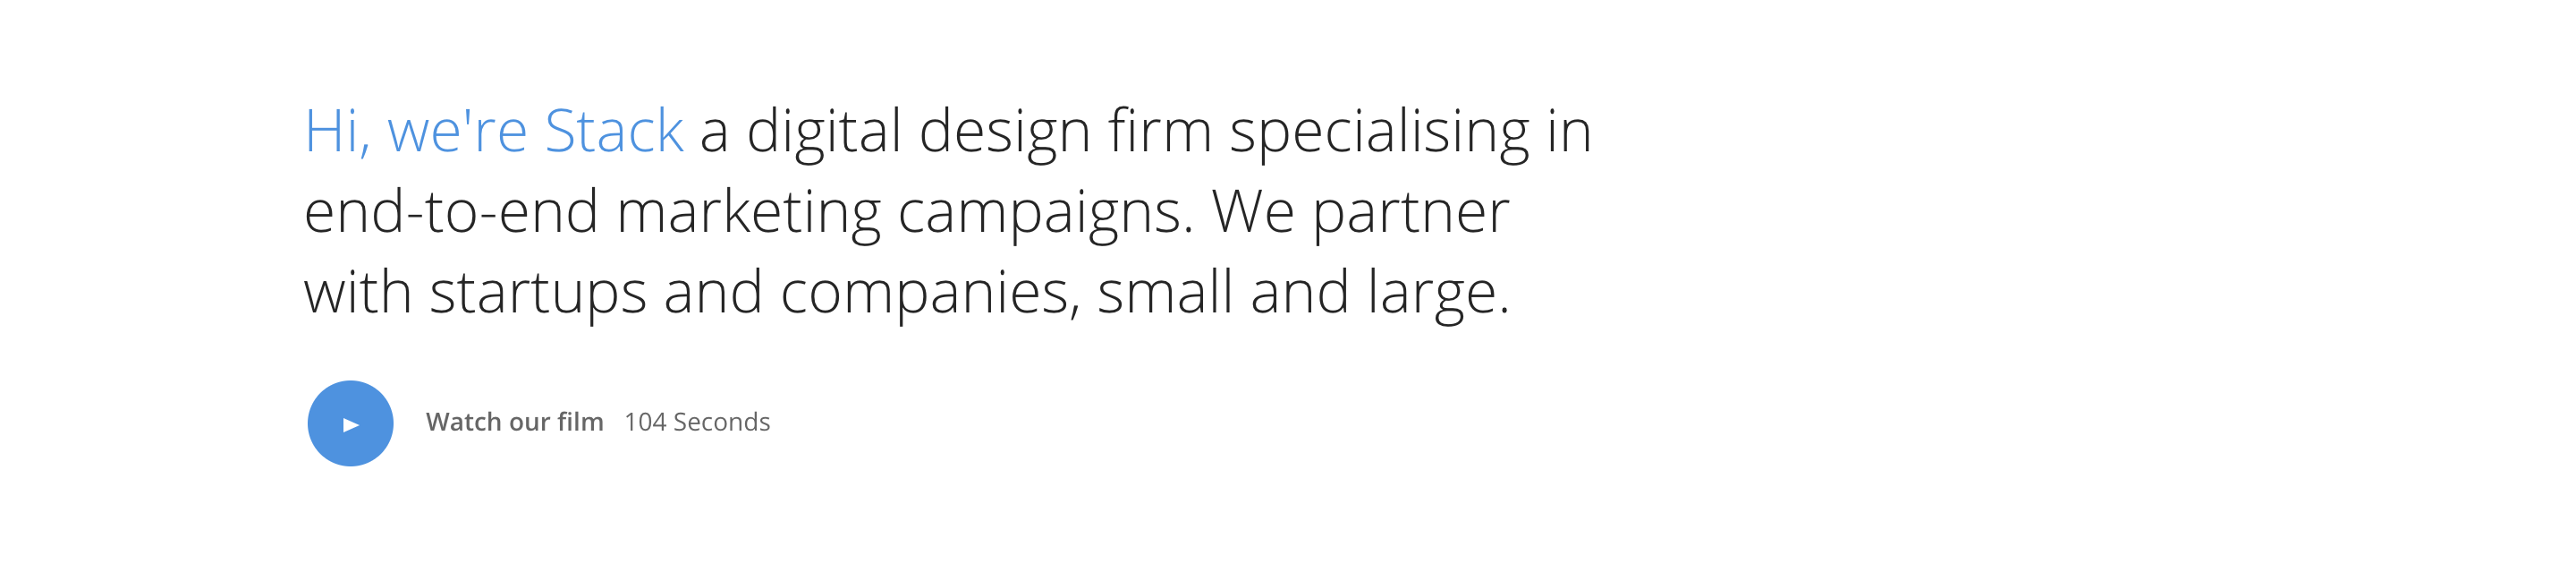 Hi, we're Stack a digital design firm specialising in
end-to-end marketing campaigns. We partner
with startups and companies, small and large.
Watch our film 104 Seconds